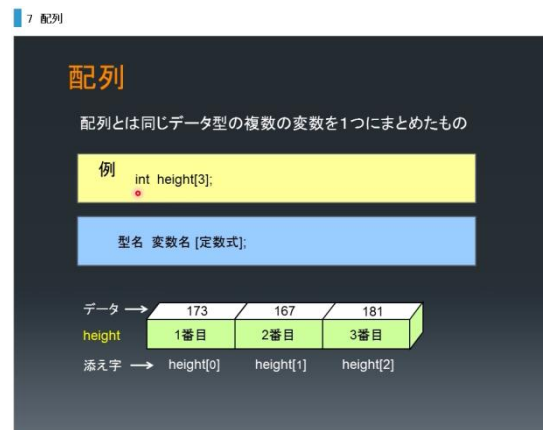 7 配列
配列
配列とは同じデータ型の複数の変数を1つにまとめたもの
例
int height[3];
型名 変数名 [定数式];
データ → 173 167 181
height 1番目 2番目 3番目
添え字 → height[0] height[1] height[2]